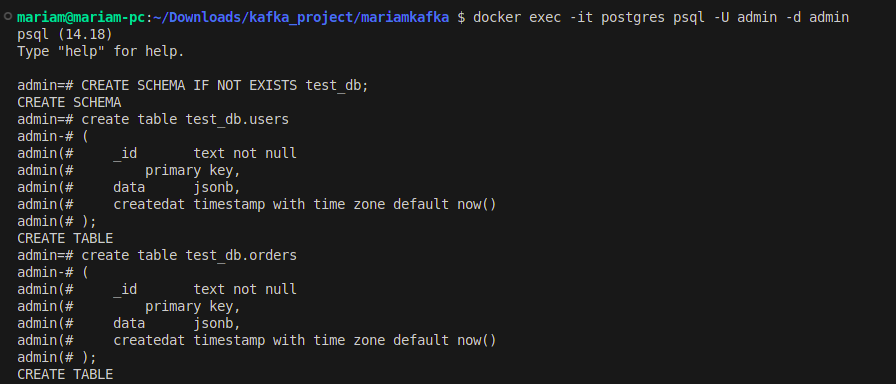 mariam@mariam-pc:~/Downloads/kafka_project/mariamkafka $ docker exec -it postgres psql -U admin -d admin
psql (14.18)
Type "help" for help.

admin=# CREATE SCHEMA IF NOT EXISTS test_db;
CREATE SCHEMA
admin=# create table test_db.users
admin-# (
admin(#     _id       text not null
admin(#         primary key,
admin(#     data      jsonb,
admin(#     createdat timestamp with time zone default now()
admin(# );
CREATE TABLE
admin=# create table test_db.orders
admin-# (
admin(#     _id       text not null
admin(#         primary key,
admin(#     data      jsonb,
admin(#     createdat timestamp with time zone default now()
admin(# );
CREATE TABLE